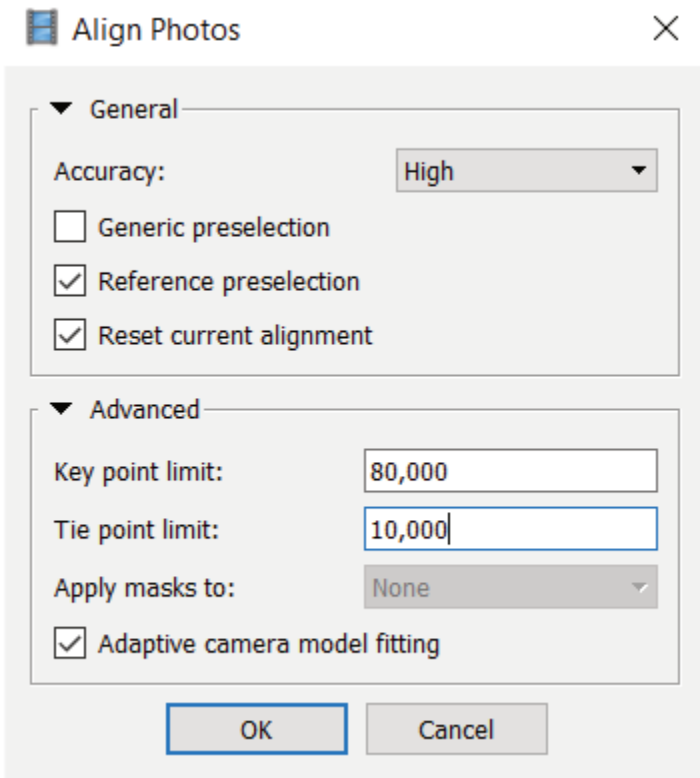 Align Photos
General
Accuracy: High
Generic preselection
Reference preselection
Reset current alignment
Advanced
Key point limit: 80,000
Tie point limit: 10,000
Apply masks to: None
Adaptive camera model fitting
OK Cancel